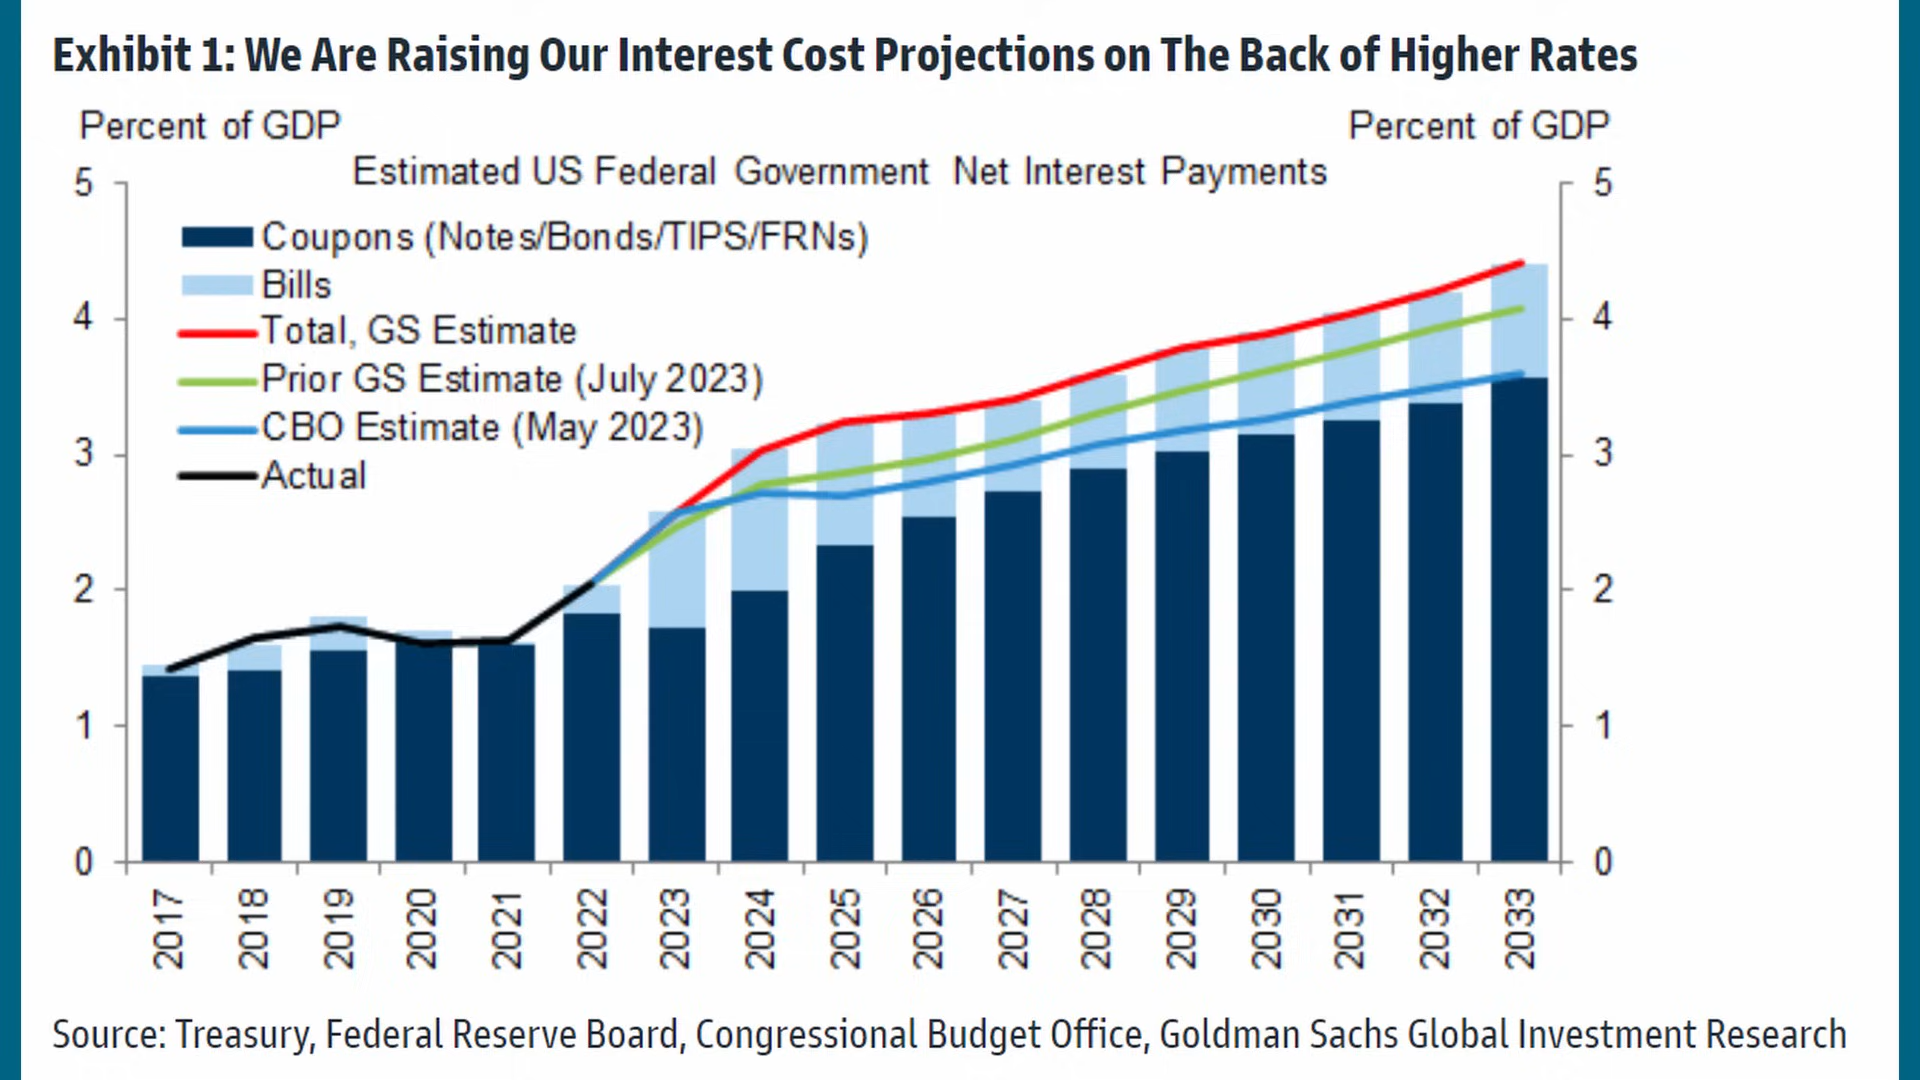 Exhibit 1: We Are Raising Our Interest Cost Projections on The Back of Higher Rates
Percent of GDP
Percent of GDP
Estimated US Federal Government Net Interest Payments
5
5
Coupons (Notes/Bonds/TIPS/FRNs)
Bills
4
4
Total, GS Estimate
Prior GS Estimate (July 2023)
CBO Estimate (May 2023)
3
3
Actual
2
2
1
1
0
0
2017
2018
2019
2020
2021
2022
2023
2024
2025
2026
2027
2028
2029
2030
2031
2032
2033
Source: Treasury, Federal Reserve Board, Congressional Budget Office, Goldman Sachs Global Investment Research